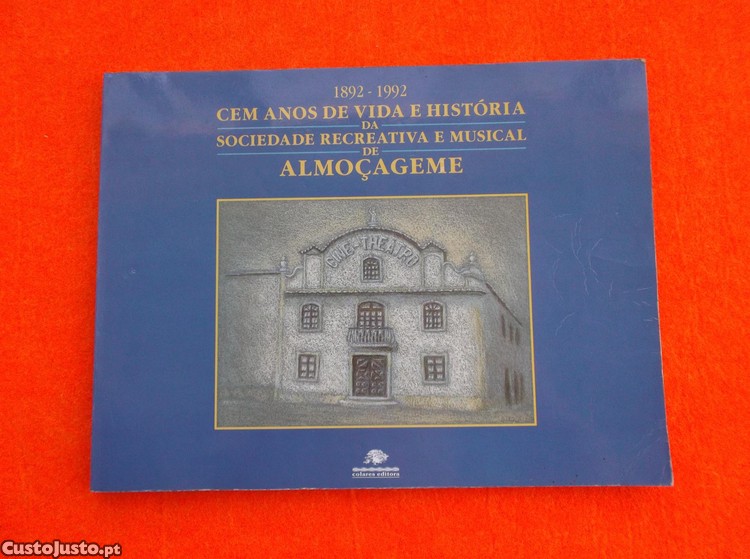 1892 - 1992
CEM ANOS DE VIDA E HISTÓRIA
DA
SOCIEDADE RECREATIVA E MUSICAL
DE
ALMOÇAGEME
CINE-THEATRO
colares editora
CustoJusto.pt